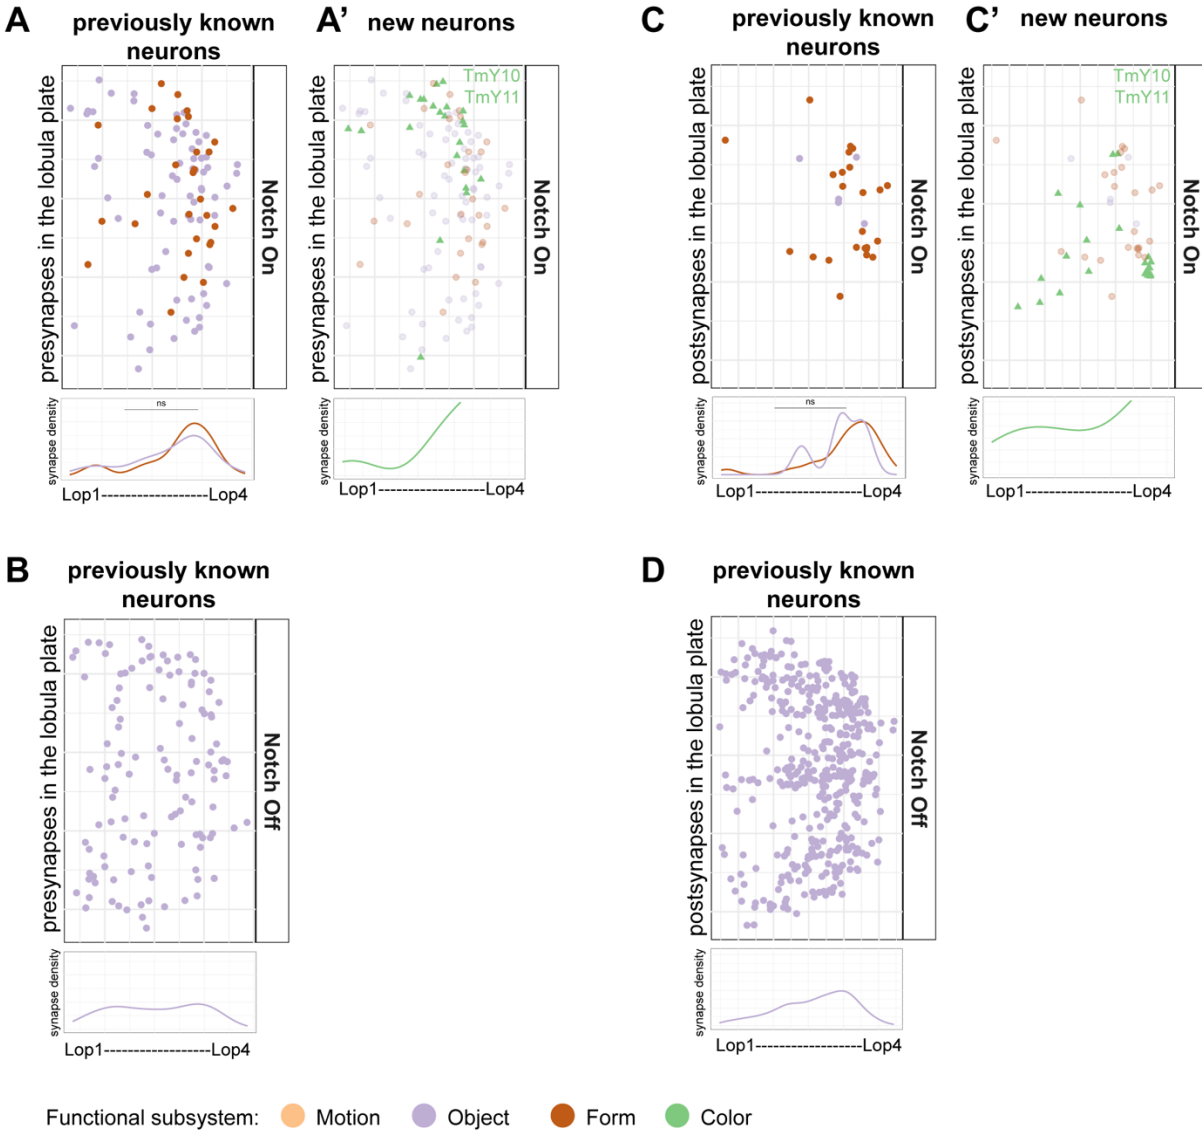 A
previously known
neurons
presynapses in the lobula plate
Notch On
synapse density
ns
Lop1---------------------Lop4
A’
new neurons
TmY10
TmY11
presynapses in the lobula plate
Notch On
synapse density
Lop1---------------------Lop4
C
previously known
neurons
postsynapses in the lobula plate
Notch On
synapse density
ns
Lop1---------------------Lop4
C’
new neurons
TmY10
TmY11
postsynapses in the lobula plate
Notch On
synapse density
Lop1---------------------Lop4
B
previously known
neurons
presynapses in the lobula plate
Notch Off
synapse density
Lop1---------------------Lop4
D
previously known
neurons
postsynapses in the lobula plate
Notch Off
synapse density
Lop1---------------------Lop4
Functional subsystem: Motion Object Form Color